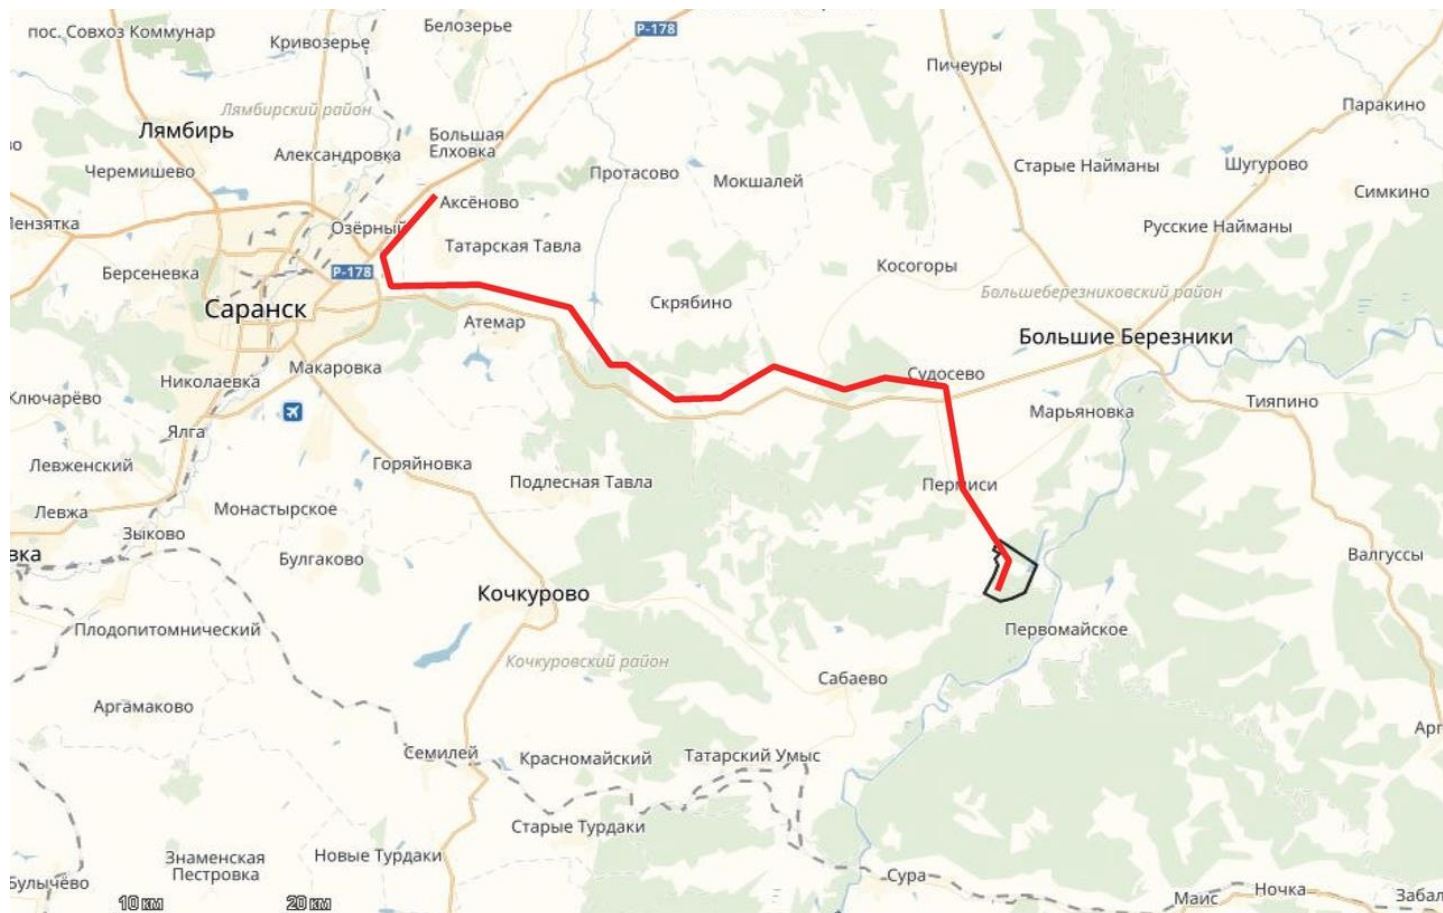 пос. Совхоз Коммунар
Белозерье
Р-178
Кривозерье
Пичеуры
Паракино
Лямбирский район
Лямбирь
Большая
Елховка
Александровка
Черемишево
Протасово
Мокшалей
Старые Найманы
Шугурово
Симкино
Аксёново
Озёрный
Татарская Тавла
Русские Найманы
Берсеневка
Р-178
Косогоры
Большеберезниковский район
Саранск
Скрябино
Атемар
Большие Березники
Макаровка
Николаевка
Судосево
Ключарёво
Марьяновка
Тияпино
Ялга
Левженский
Горяйновка
Подлесная Тавла
Пермиси
Левжа
Монастырское
Зыково
вка
Булгаково
Валгуссы
Кочкурово
Плодопитомнический
Первомайское
Кочкуровский район
Сабаево
Аргамаково
Арг
Семилей
Красномайский
Татарский Умыс
Старые Турдаки
Знаменская
Пестровка
Новые Турдаки
Булычёво
Сура
Маис
Ночка
Забал
10 км
20 км